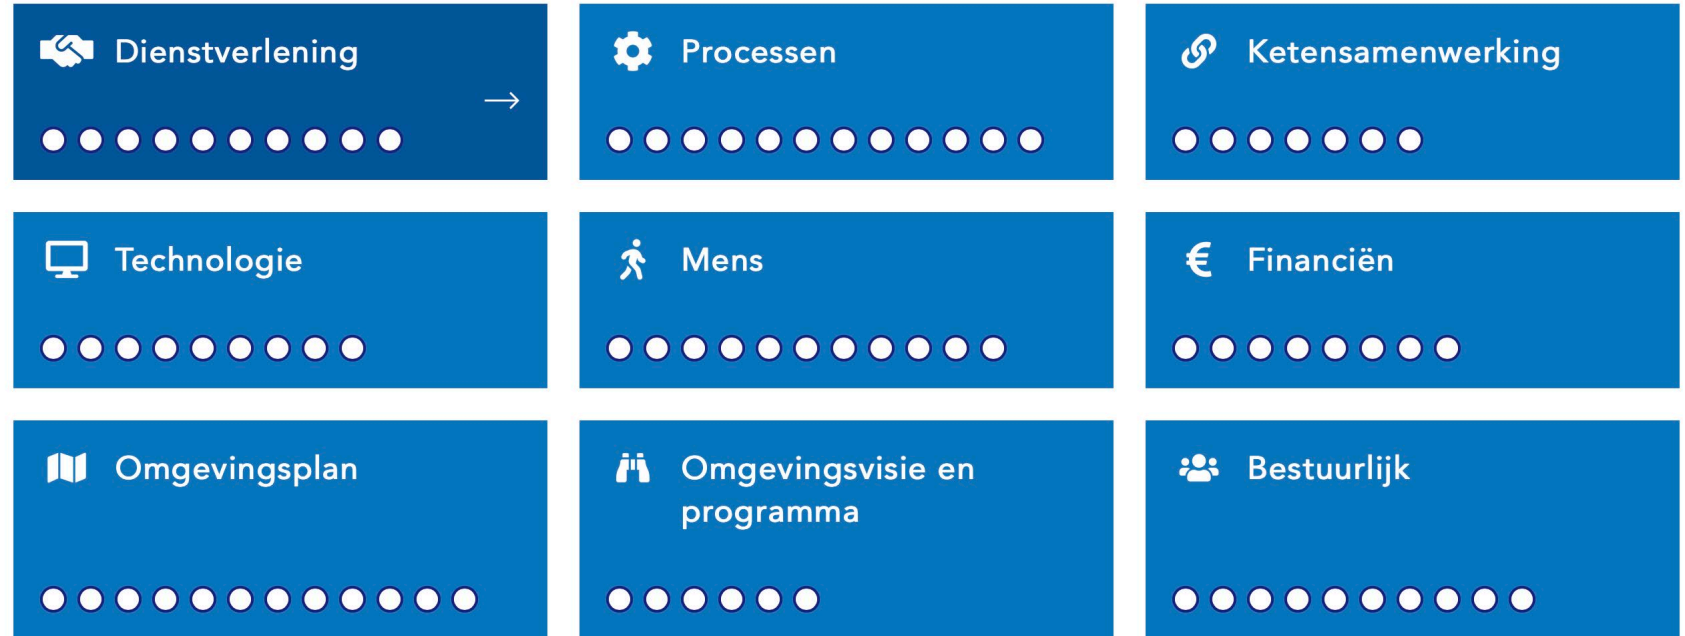 Dienstverlening
Processen
Ketensamenwerking
Technologie
Mens
Financiën
Omgevingsplan
Omgevingsvisie en
programma
Bestuurlijk